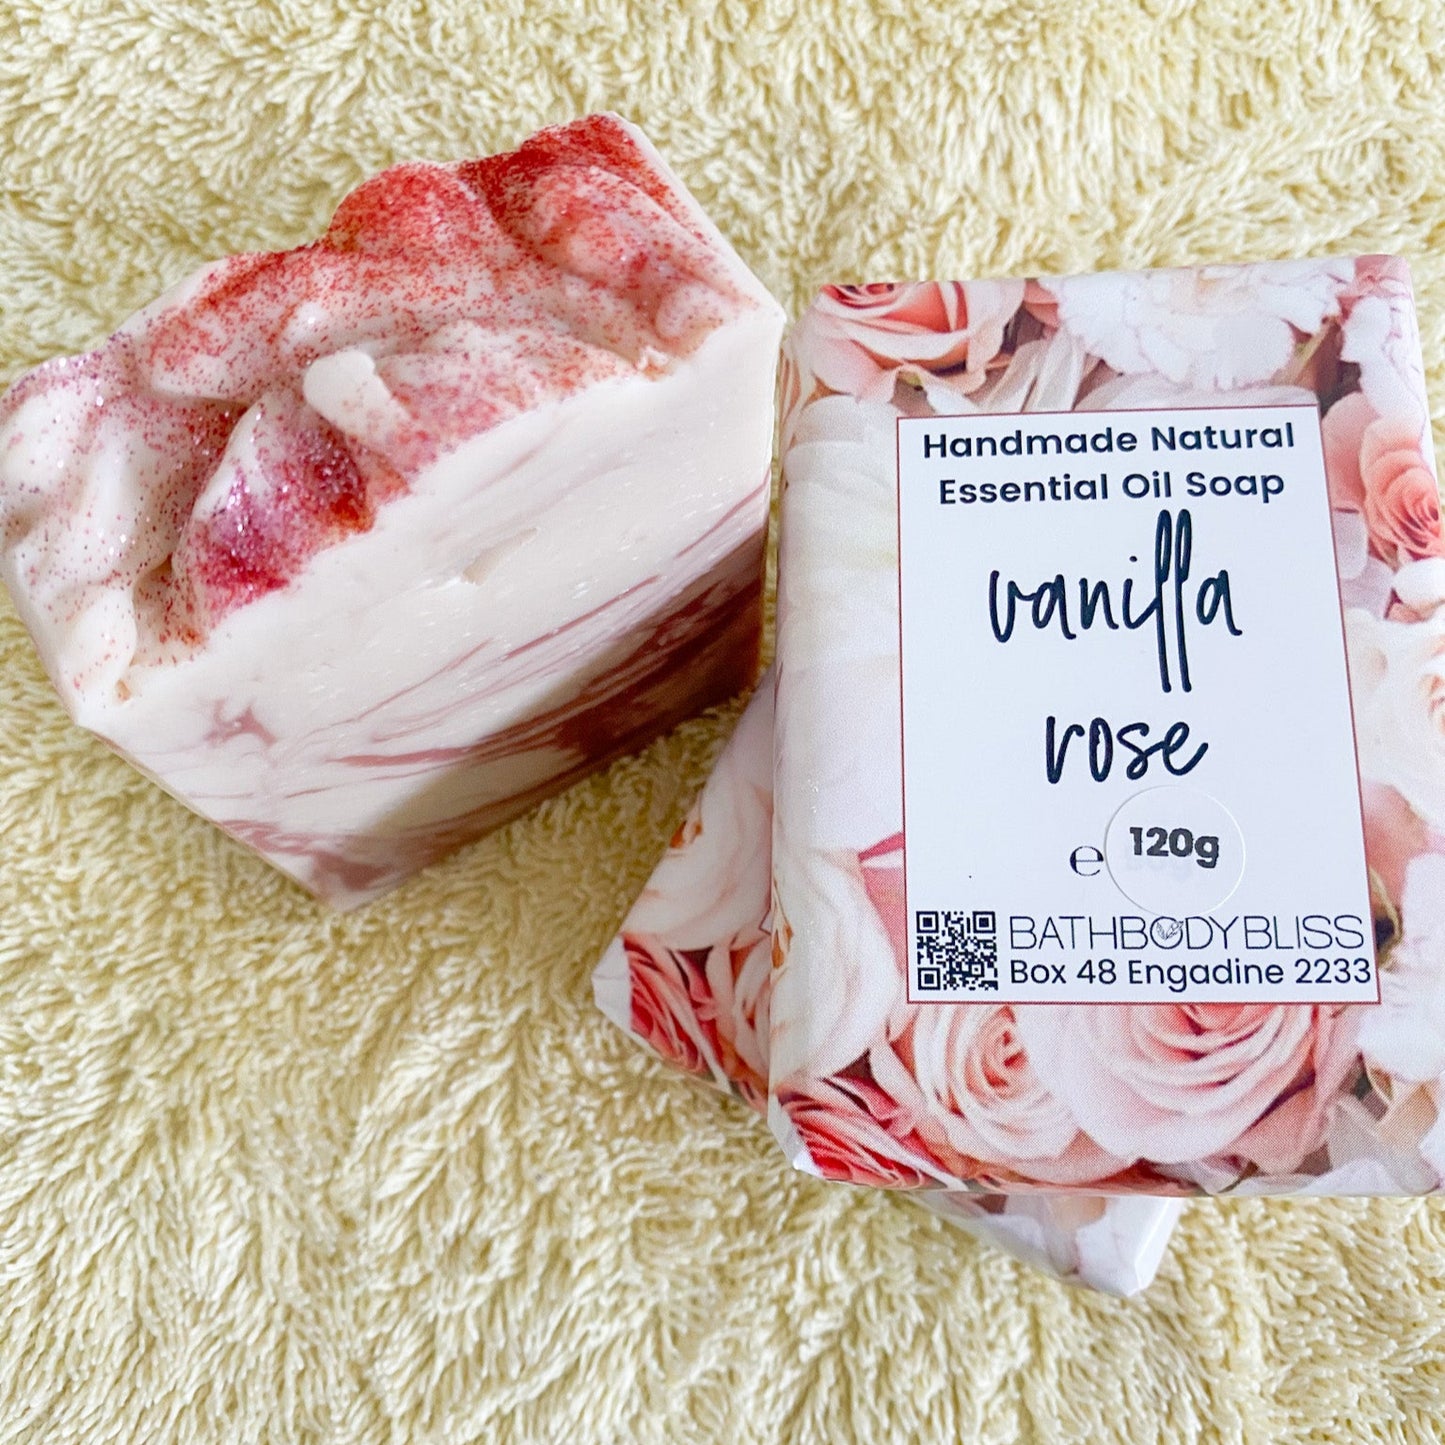 Handmade Natural
Essential Oil Soap
vanilla
rose
℮ 120g
BATHBODYBLISS
Box 48 Engadine 2233